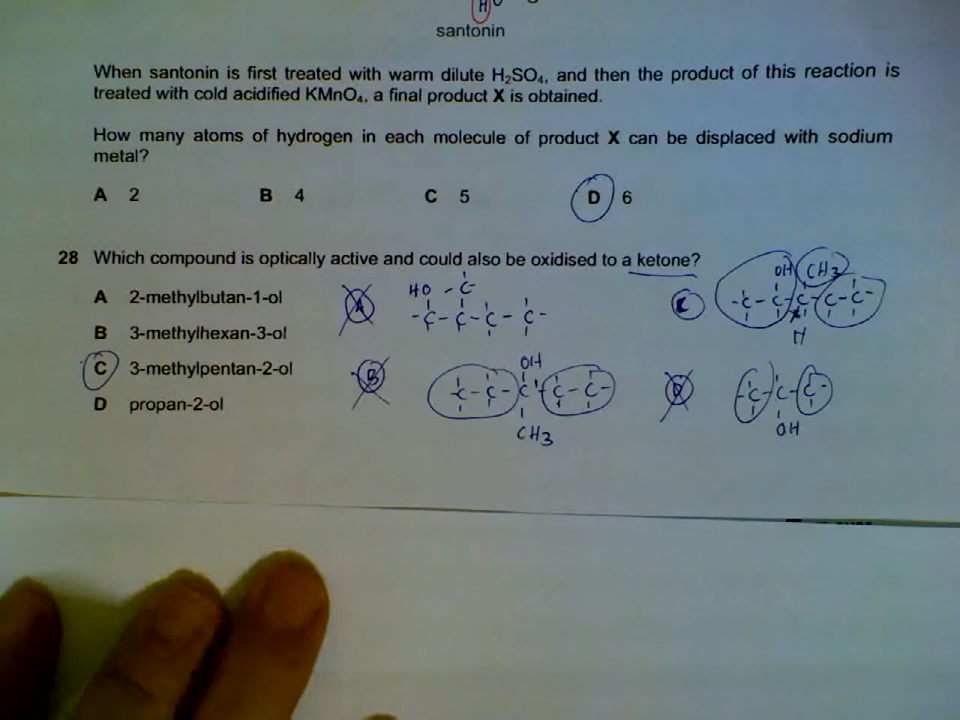 H
santonin
When santonin is first treated with warm dilute H₂SO₄, and then the product of this reaction is
treated with cold acidified KMnO₄, a final product X is obtained.
How many atoms of hydrogen in each molecule of product X can be displaced with sodium
metal?
A 2 B 4 C 5 D 6
28 Which compound is optically active and could also be oxidised to a ketone?
A 2-methylbutan-1-ol
B 3-methylhexan-3-ol
C 3-methylpentan-2-ol
D propan-2-ol
A
HO -C-
-C-C-C-C-
B
OH
-C-C-C-C-C-
CH3
C
OH CH3
-C-C-C-C-C-
H
D
-C-C-C-
OH